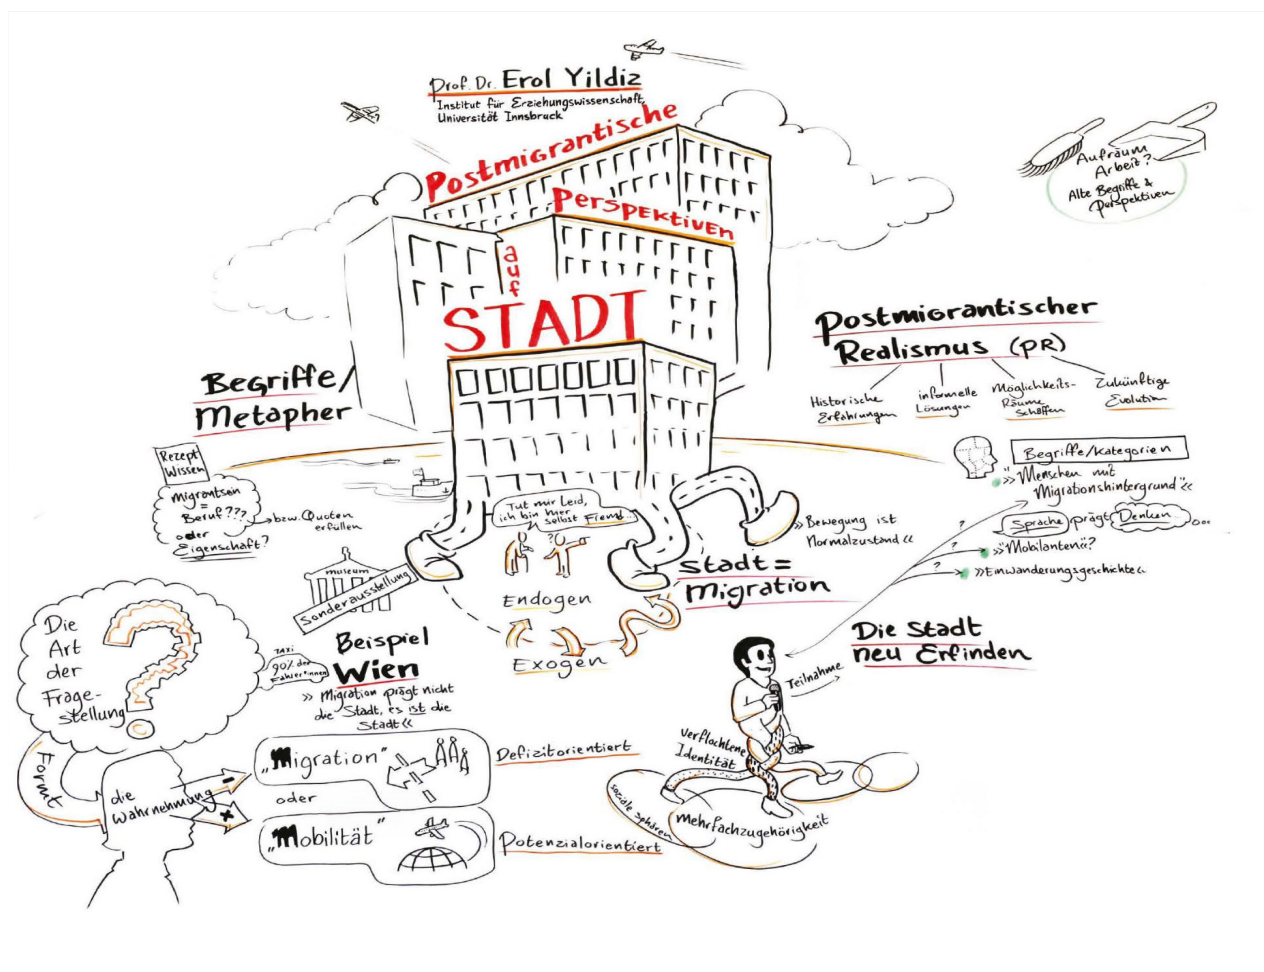 Prof. Dr. Erol Yildiz
Institut für Erziehungswissenschaft,
Universität Innsbruck
Postmigrantische
Perspektiven
auf
STADT
Aufräum
Arbeit?
Alte Begriffe &
Perspektiven
Postmigrantischer
Realismus (PR)
Historische
Erfahrungen
informelle
Lösungen
Möglichkeits-
Räume
schaffen
Zukünftige
Evolution
Begriffe/
Metapher
Rezept
Wissen
Migrantsein
=
Beruf???
oder
Eigenschaft?
bzw. Quoten
erfüllen
museum
Sonderausstellung
Tut mir Leid,
ich bin hier
selbst Fremd...
?
Endogen
Exogen
»Bewegung ist
Normalzustand«
Stadt =
Migration
Begriffe/Kategorien
»"Menschen mit
Migrationshintergrund"«
Sprache prägt Denken ...
?
»"Mobilanten"?
?
»Einwanderungsgeschichte«
?
Die Stadt
neu Erfinden
Teilnahme
verflochtene
Identität
soziale Sphären
Mehrfachzugehörigkeit
Die
Art
der
Frage-
stellung
Formt
die
Wahrnehmung
TAXI
90% der
Fahrer*innen
Beispiel
Wien
» Migration prägt nicht
die Stadt, es ist die
Stadt«
-
+
„Migration"
oder
„Mobilität"
Defizitorientiert
Potenzialorientiert